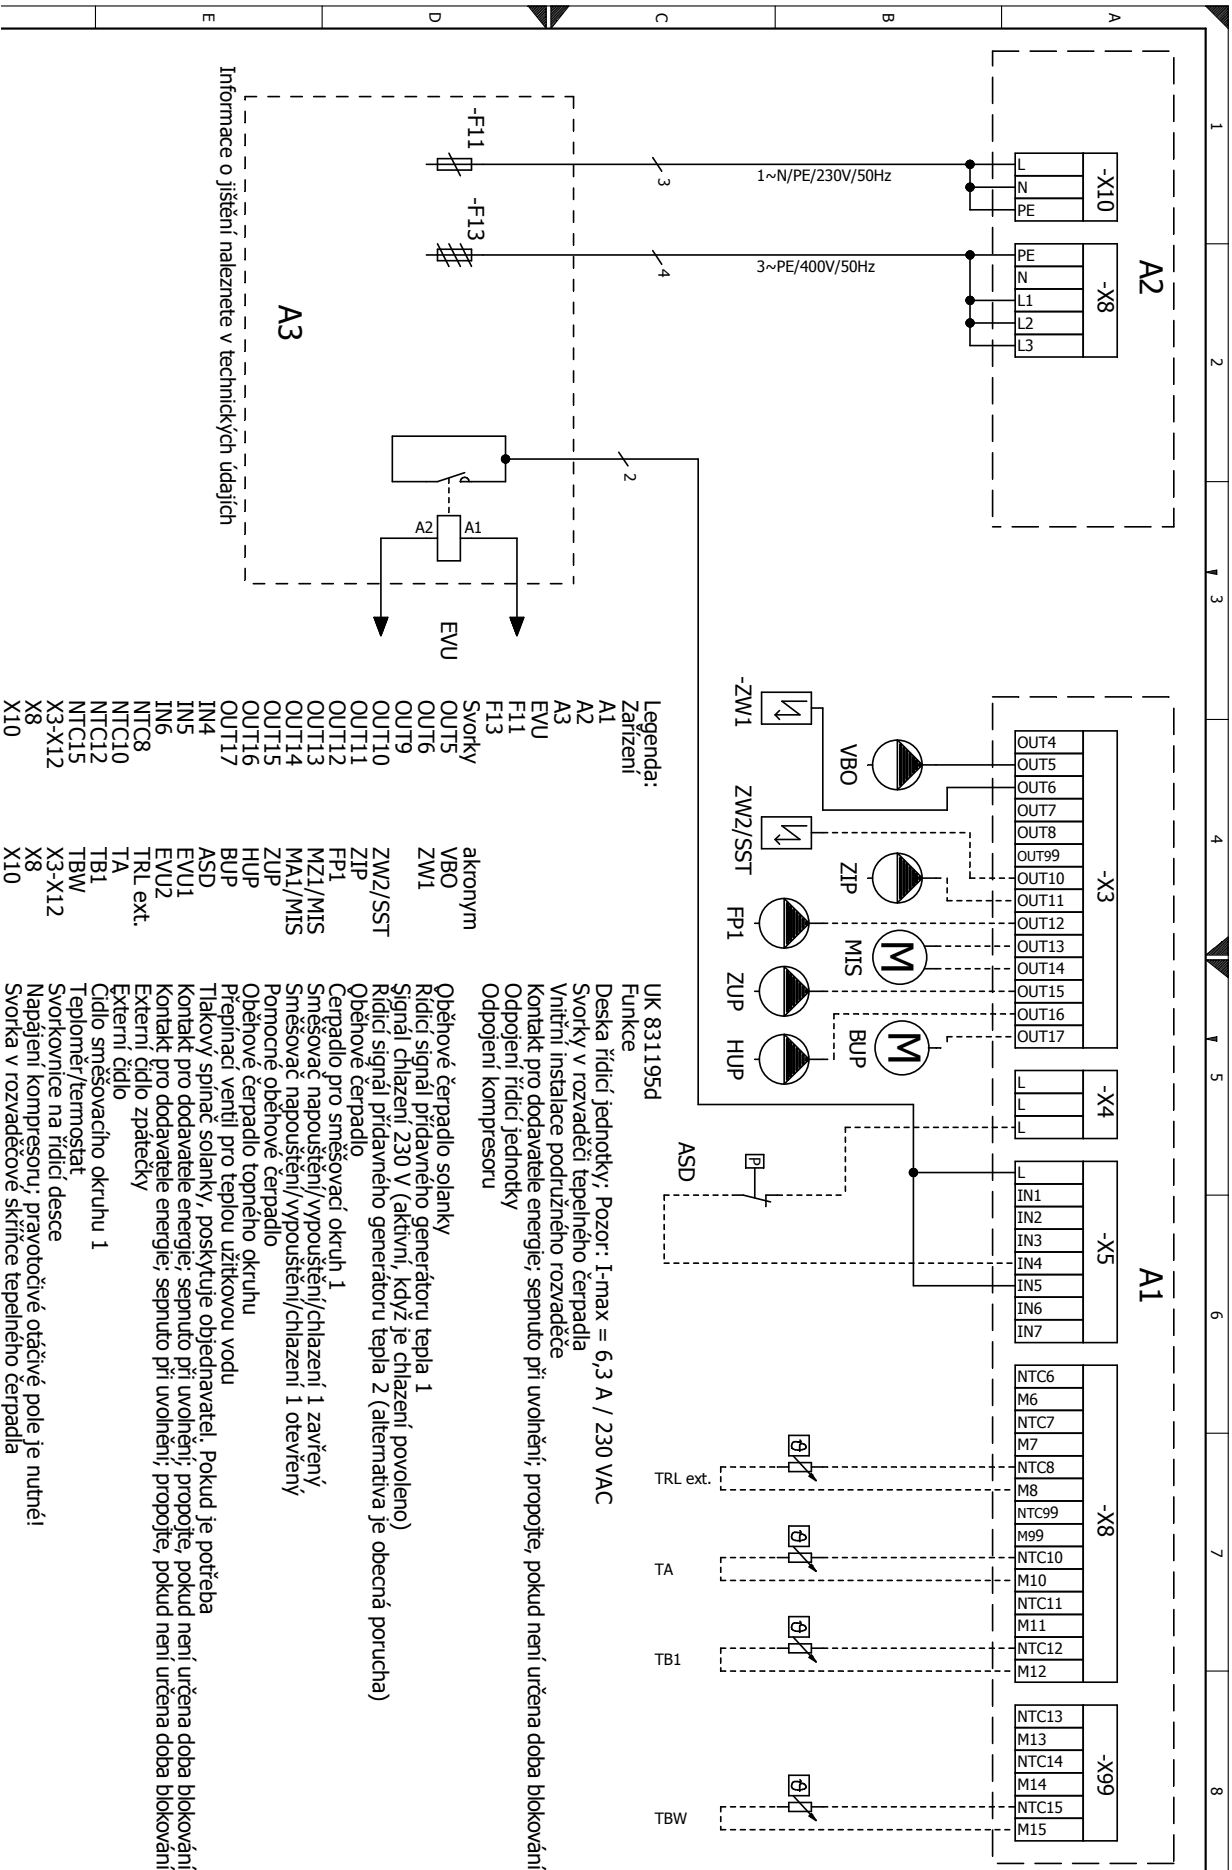 1
2
3
4
5
6
7
8
A
B
C
D
E
A2
A1
-X10
-X8
-X3
-X4
-X5
-X8
-X99
L
N
PE
PE
N
L1
L2
L3
OUT4
OUT5
OUT6
OUT7
OUT8
OUT99
OUT10
OUT11
OUT12
OUT13
OUT14
OUT15
OUT16
OUT17
L
L
L
L
IN1
IN2
IN3
IN4
IN5
IN6
IN7
NTC6
M6
NTC7
M7
NTC8
M8
NTC99
M99
NTC10
M10
NTC11
M11
NTC12
M12
NTC13
M13
NTC14
M14
NTC15
M15
1~N/PE/230V/50Hz
3~PE/400V/50Hz
3
4
2
VBO
ZIP
MIS
M
BUP
M
-ZW1
ZW2/SST
FP1
ZUP
HUP
P
ASD
TRL ext.
TA
TB1
TBW
-F11
-F13
A1
A2
EVU
A3
Informace o jištění naleznete v technických údajích
Legenda: UK 831195d
Zařízení Funkce
A1 Deska řídicí jednotky; Pozor: I-max = 6,3 A / 230 VAC
A2 Svorky v rozvaděči tepelného čerpadla
A3 Vnitřní instalace podružného rozvaděče
EVU Kontakt pro dodavatele energie; sepnuto při uvolnění; propojte, pokud není určena doba blokování
F11 Odpojení řídicí jednotky
F13 Odpojení kompresoru
Svorky akronym
OUT5 VBO Oběhové čerpadlo solanky
OUT6 ZW1 Řídicí signál přídavného generátoru tepla 1
OUT9 Signál chlazení 230 V (aktivní, když je chlazení povoleno)
OUT10 ZW2/SST Řídicí signál přídavného generátoru tepla 2 (alternativa je obecná porucha)
OUT11 ZIP Oběhové čerpadlo
OUT12 FP1 Čerpadlo pro směšovací okruh 1
OUT13 MZ1/MIS Směšovač napouštění/vypouštění/chlazení 1 zavřený
OUT14 MA1/MIS Směšovač napouštění/vypouštění/chlazení 1 otevřený
OUT15 ZUP Pomocné oběhové čerpadlo
OUT16 HUP Oběhové čerpadlo topného okruhu
OUT17 BUP Přepínací ventil pro teplou užitkovou vodu
IN4 ASD Tlakový spínač solanky, poskytuje objednavatel. Pokud je potřeba
IN5 EVU1 Kontakt pro dodavatele energie; sepnuto při uvolnění; propojte, pokud není určena doba blokování
IN6 EVU2 Kontakt pro dodavatele energie; sepnuto při uvolnění; propojte, pokud není určena doba blokování
NTC8 TRL ext. Externí čidlo zpátečky
NTC10 TA Externí čidlo
NTC12 TB1 Čidlo směšovacího okruhu 1
NTC15 TBW Teploměr/termostat
X3-X12 X3-X12 Svorkovnice na řídicí desce
X8 X8 Napájení kompresoru; pravotočivé otáčivé pole je nutné!
X10 X10 Svorka v rozvaděčové skříňce tepelného čerpadla